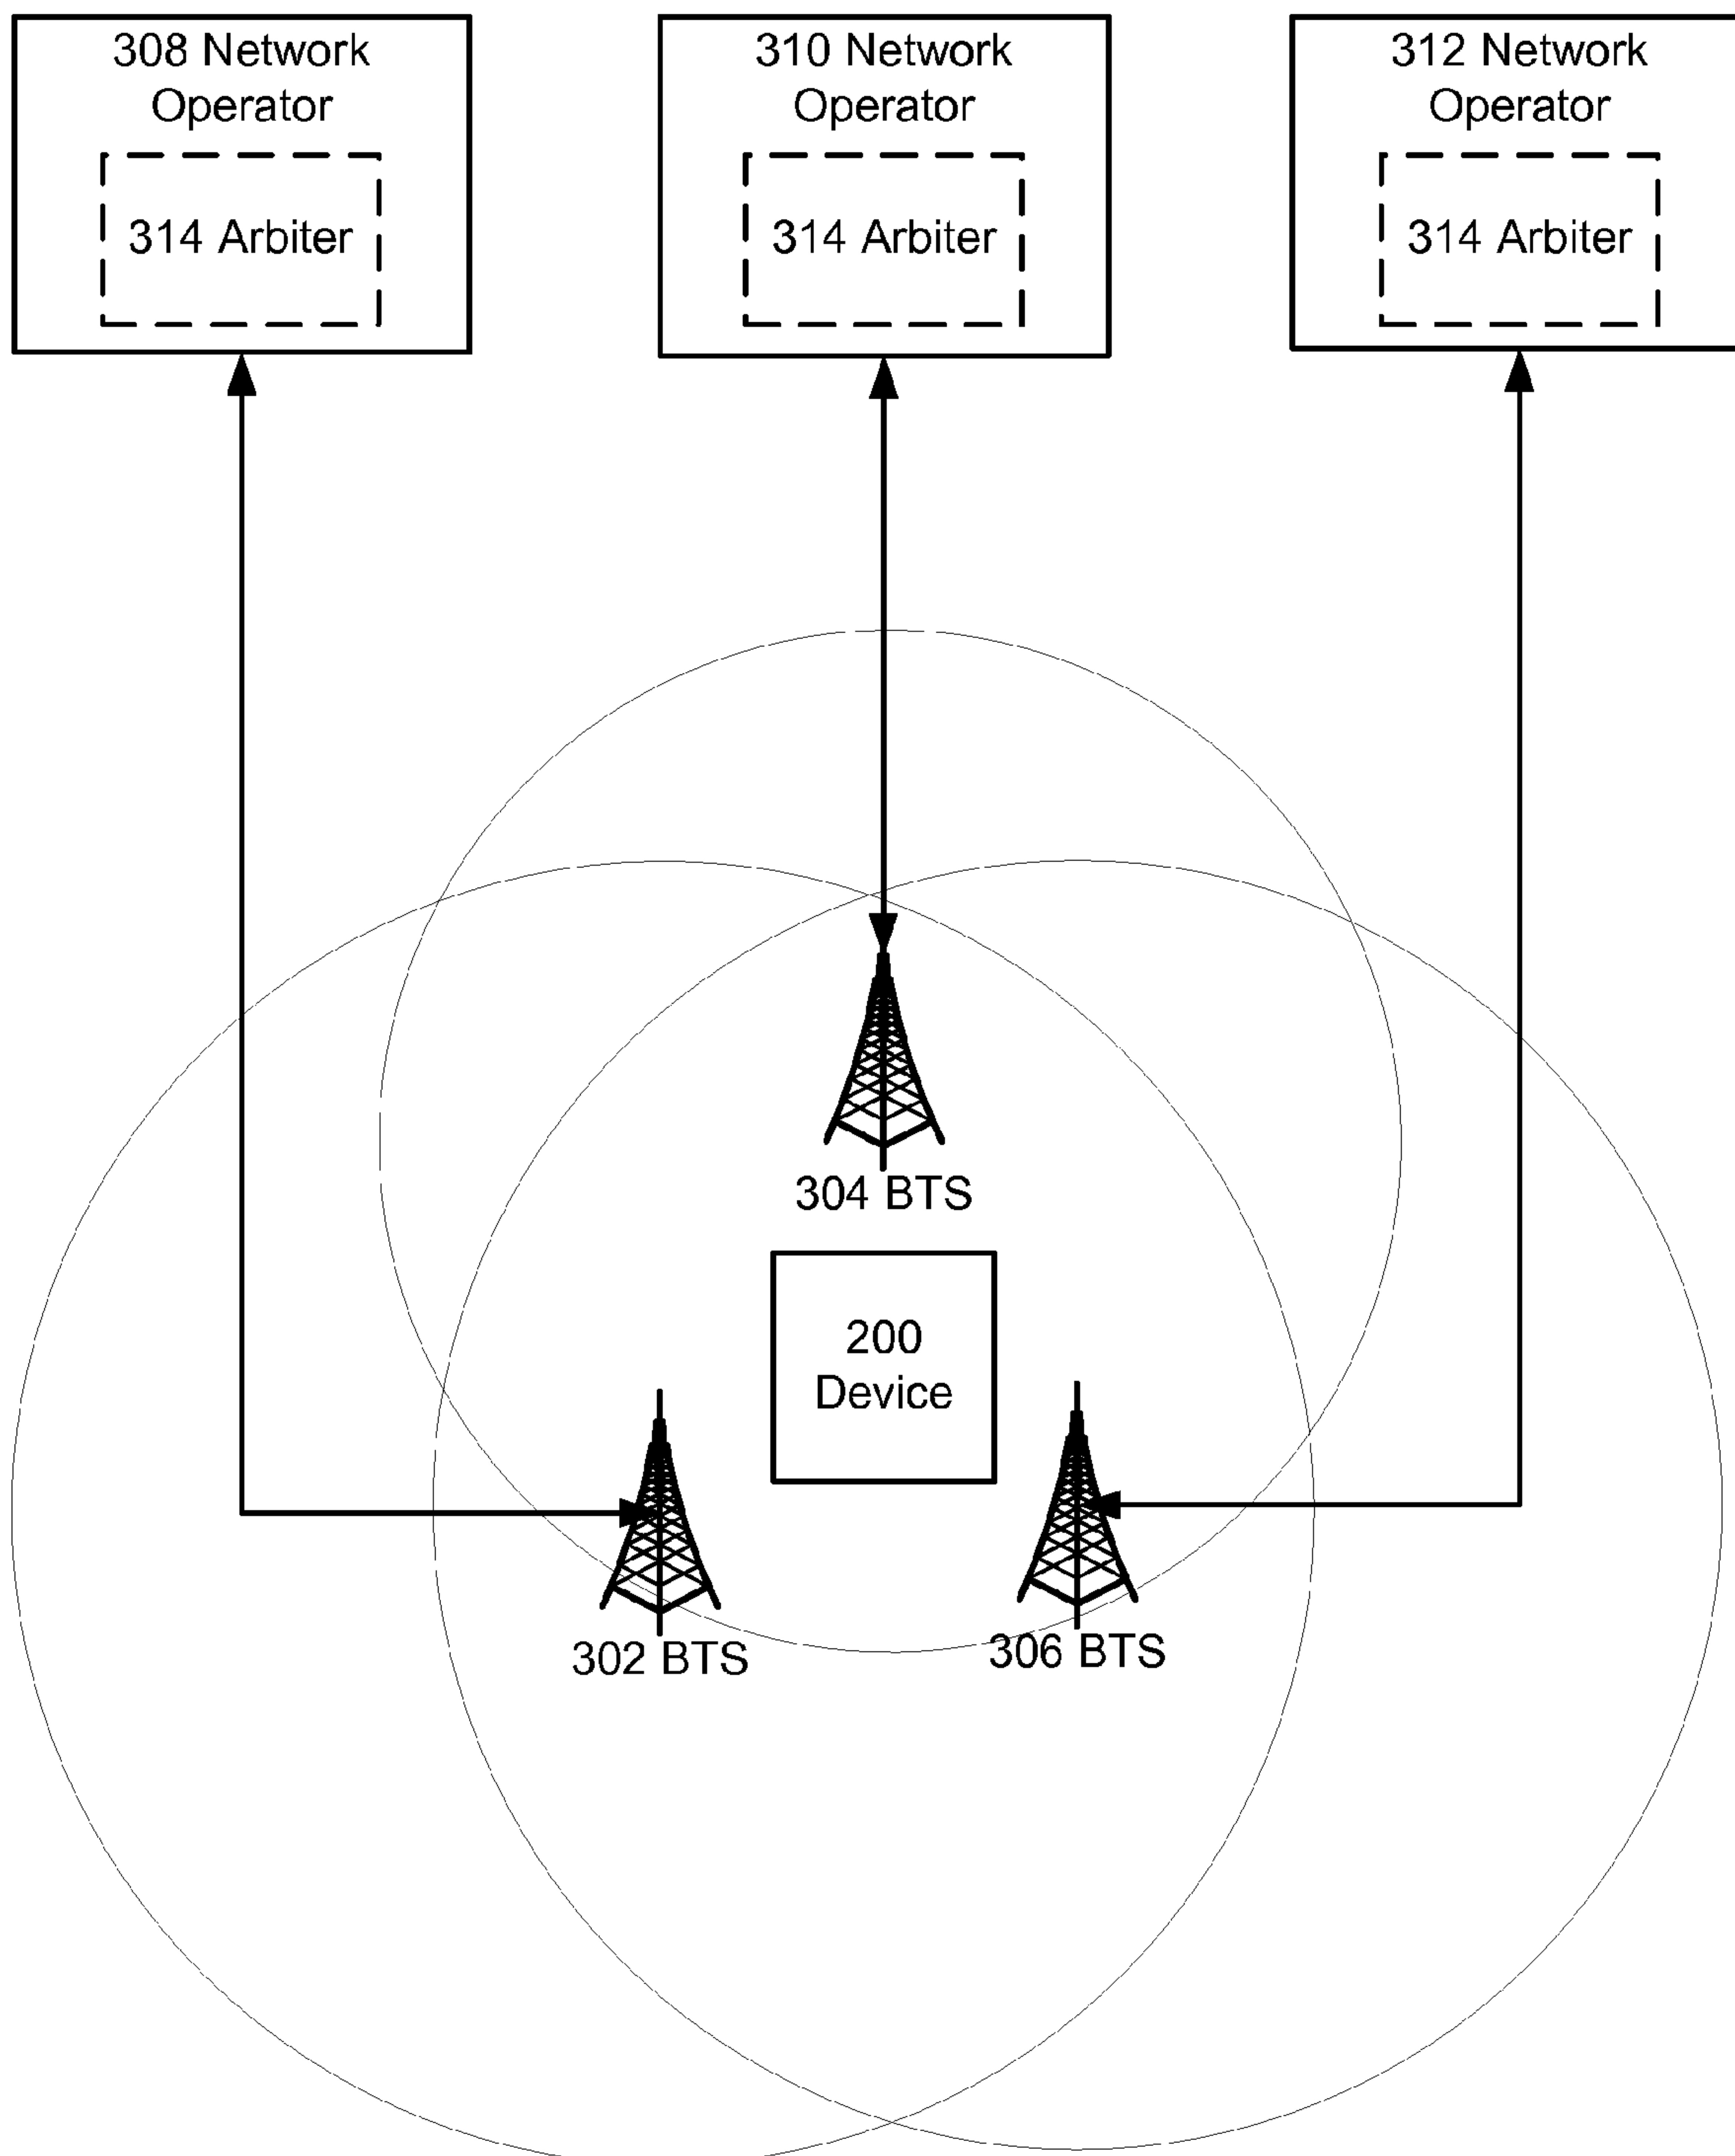 308 Network
Operator
314 Arbiter
310 Network
Operator
314 Arbiter
312 Network
Operator
314 Arbiter
304 BTS
200
Device
302 BTS
306 BTS